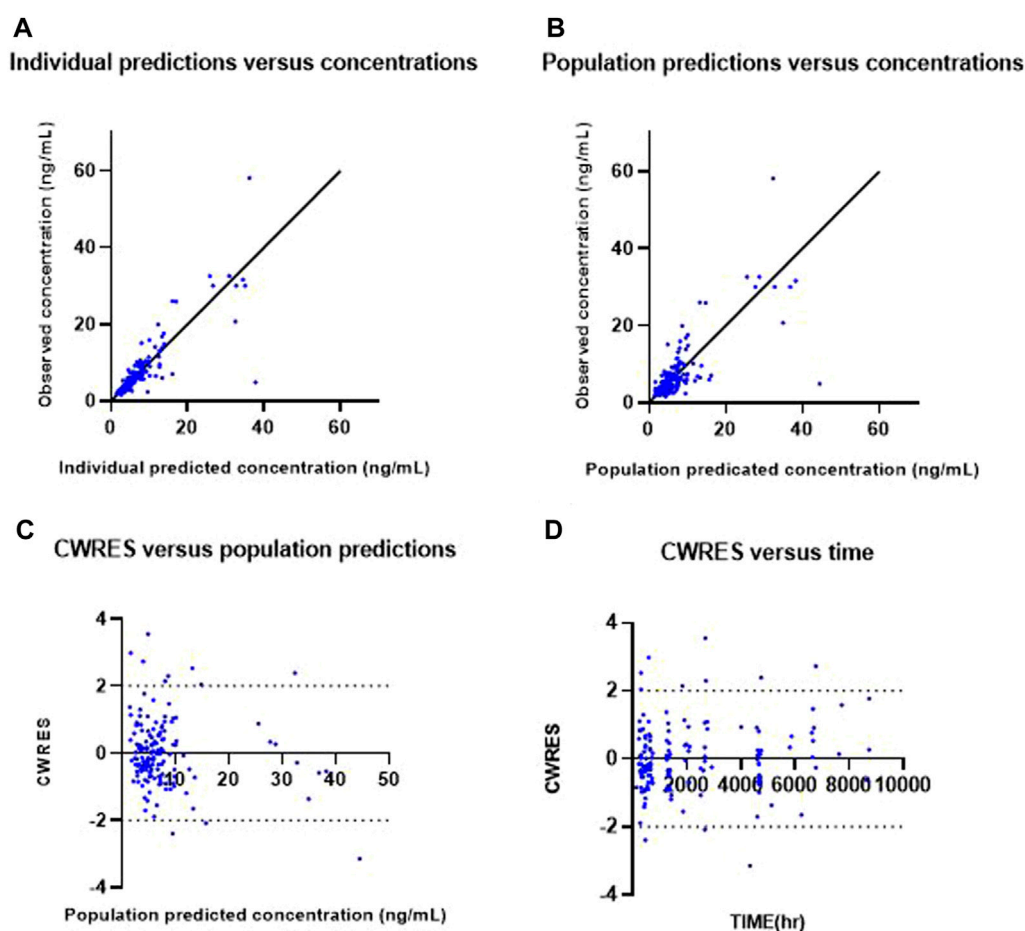 A
Individual predictions versus concentrations
Observed concentration (ng/mL)
60
40
20
0
0 20 40 60
Individual predicted concentration (ng/mL)
B
Population predictions versus concentrations
Observed concentration (ng/mL)
60
40
20
0
0 20 40 60
Population predicated concentration (ng/mL)
C
CWRES versus population predictions
CWRES
4
2
0
-2
-4
10 20 30 40 50
Population predicted concentration (ng/mL)
D
CWRES versus time
CWRES
4
2
0
-2
-4
2000 4000 6000 8000 10000
TIME(hr)